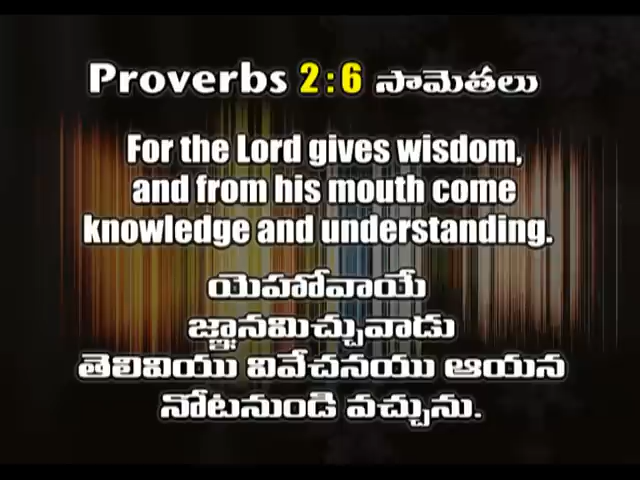 Proverbs 2:6 సామెతలు
For the Lord gives wisdom,
and from his mouth come
knowledge and understanding.
యెహోవాయే
జ్ఞానమిచ్చువాడు
తెలివియు వివేచనయు ఆయన
నోటనుండి వచ్చును.